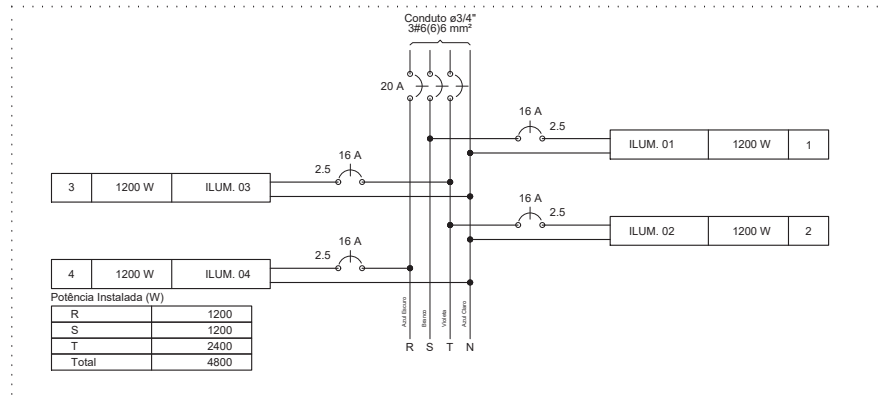 Conduto ø3/4"
3#6(6)6 mm²
20 A
16 A
2.5
ILUM. 01 1200 W 1
16 A
2.5
3 1200 W ILUM. 03
16 A
2.5
ILUM. 02 1200 W 2
16 A
2.5
4 1200 W ILUM. 04
Potência Instalada (W)
R 1200
S 1200
T 2400
Total 4800
Azul Escuro
Branco
Violeta
Azul Claro
R S T N